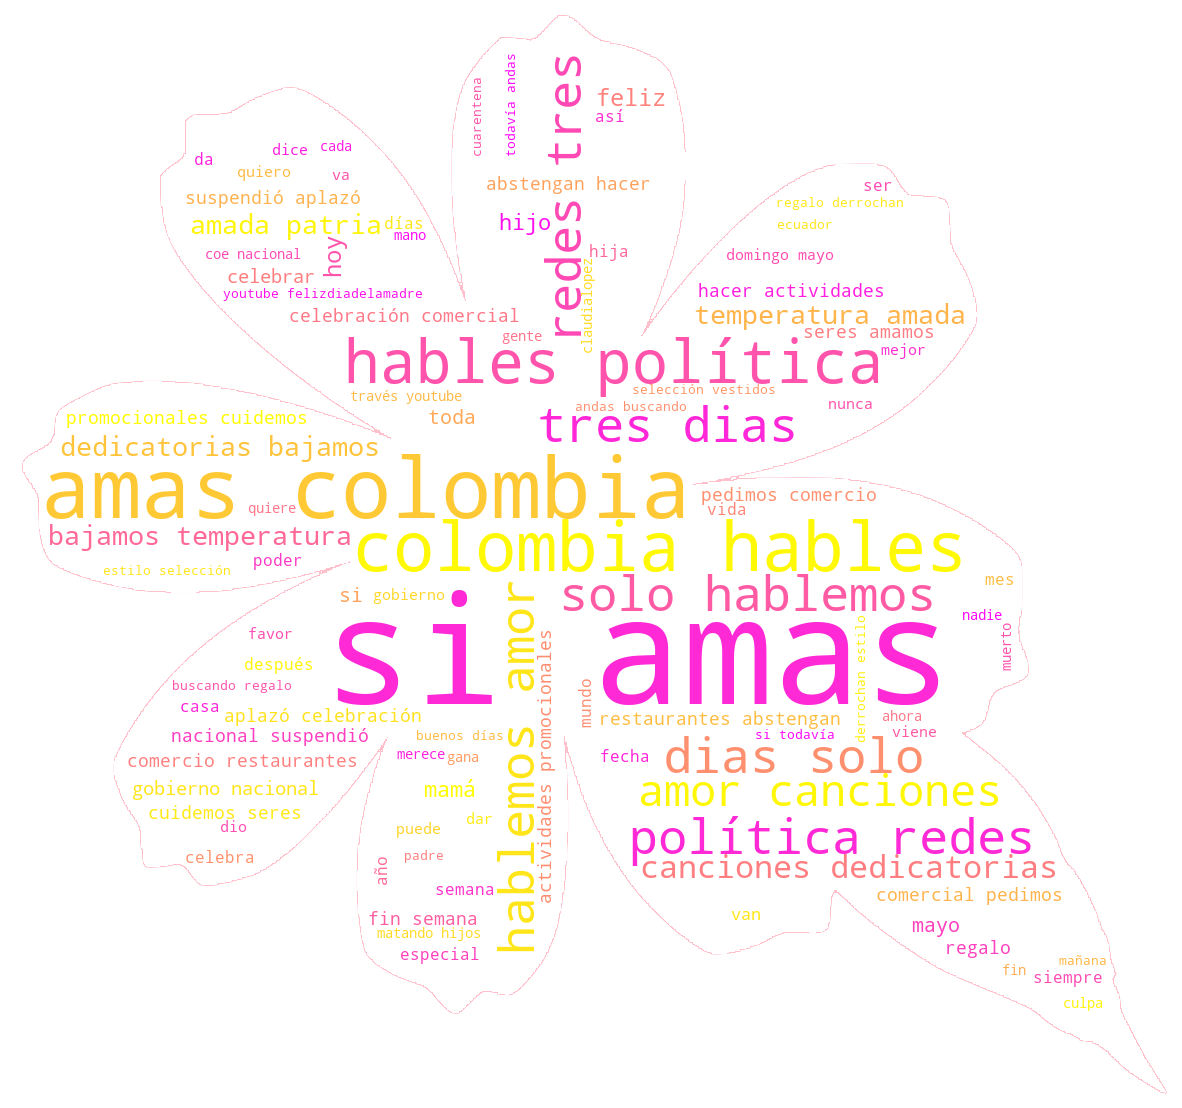 cuarentena
todavía andas
redes tres
feliz
así
da
dice
cada
quiero
va
abstengan hacer
ser
suspendió aplazó
regalo derrochan
amada patria
días
hijo
ecuador
mano
hoy
coe nacional
hija
domingo mayo
celebrar
claudialopez
youtube felizdiadelamadre
hacer actividades
celebración comercial
temperatura amada
gente
seres amamos
hables política
mejor
través youtube
selección vestidos
andas buscando
nunca
promocionales cuidemos
toda
tres dias
dedicatorias bajamos
amas colombia
pedimos comercio
quiere
vida
bajamos temperatura
colombia hables
poder
estilo selección
mes
si
gobierno
solo hablemos
nadie
hablemos amor
favor
muerto
después
si amas
derrochan estilo
buscando regalo
casa
mundo
aplazó celebración
restaurantes abstengan
ahora
nacional suspendió
buenos días
si todavía
viene
actividades promocionales
merece
gana
fecha
comercio restaurantes
dias solo
gobierno nacional
mamá
amor canciones
cuidemos seres
dar
dio
puede
política redes
celebra
padre
canciones dedicatorias
año
semana
comercial pedimos
fin semana
van
mayo
matando hijos
regalo
especial
mañana
fin
siempre
culpa